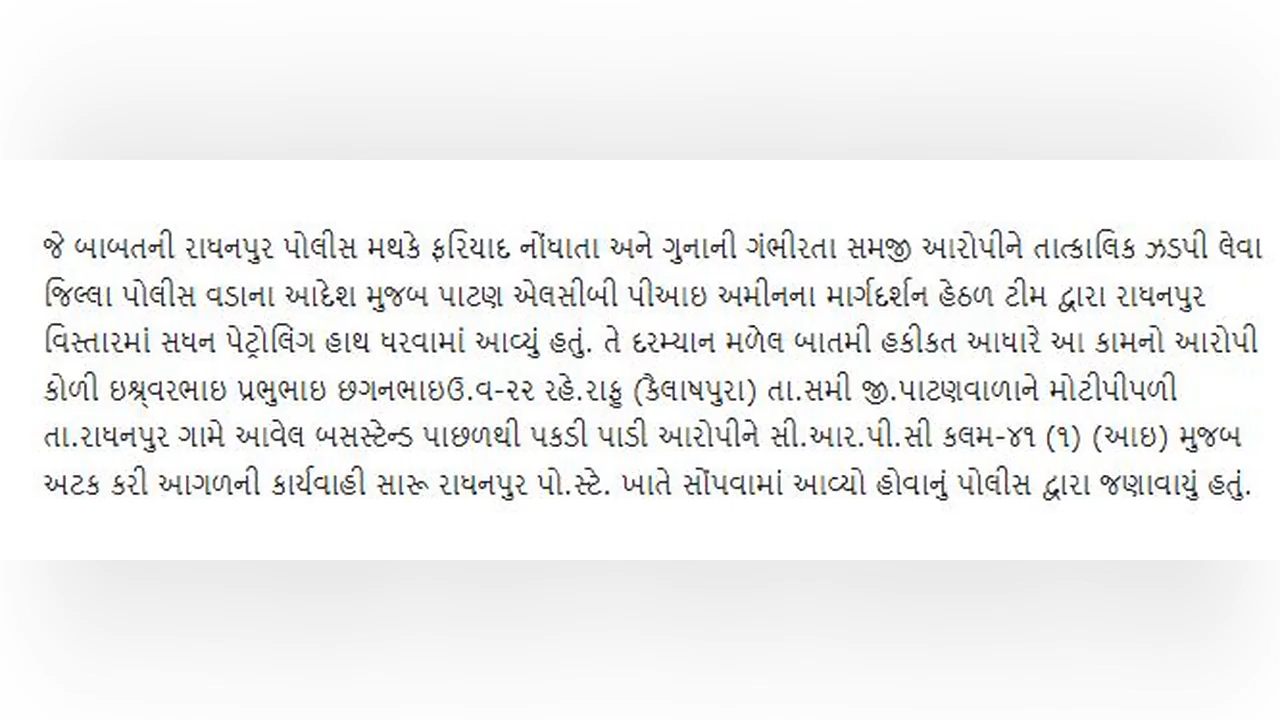 જે બાબતની રાધનપુર પોલીસ મથકે ફરિયાદ નોંધાતા અને ગુનાની ગંભીરતા સમજી આરોપીને તાત્કાલિક ઝડપી લેવા
જિલ્લા પોલીસ વડાના આદેશ મુજબ પાટણ એલસીબી પીઆઇ અમીનના માર્ગદર્શન હેઠળ ટીમ દ્વારા રાધનપુર
વિસ્તારમાં સધન પેટ્રોલિંગ હાથ ધરવામાં આવ્યું હતું. તે દરમ્યાન મળેલ બાતમી હકીકત આધારે આ કામનો આરોપી
કોળી ઇશ્ર્વરભાઇ પ્રભુભાઇ છગનભાઇઉ.વ-૨૨ રહે.રાફુ (કૈલાષપુરા) તા.સમી જી.પાટણવાળાને મોટીપીપળી
તા.રાધનપુર ગામે આવેલ બસસ્ટેન્ડ પાછળથી પકડી પાડી આરોપીને સી.આર.પી.સી કલમ-૪૧ (૧) (આઇ) મુજબ
અટક કરી આગળની કાર્યવાહી સારૂ રાધનપુર પો.સ્ટે. ખાતે સોંપવામાં આવ્યો હોવાનું પોલીસ દ્વારા જણાવાયું હતું.